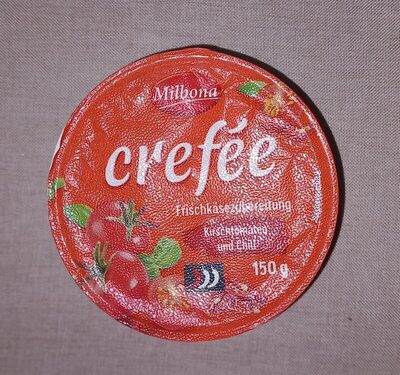 Milbona
crefée
Frischkäsezubereitung
Kirschtomaten
und Chili
150 g